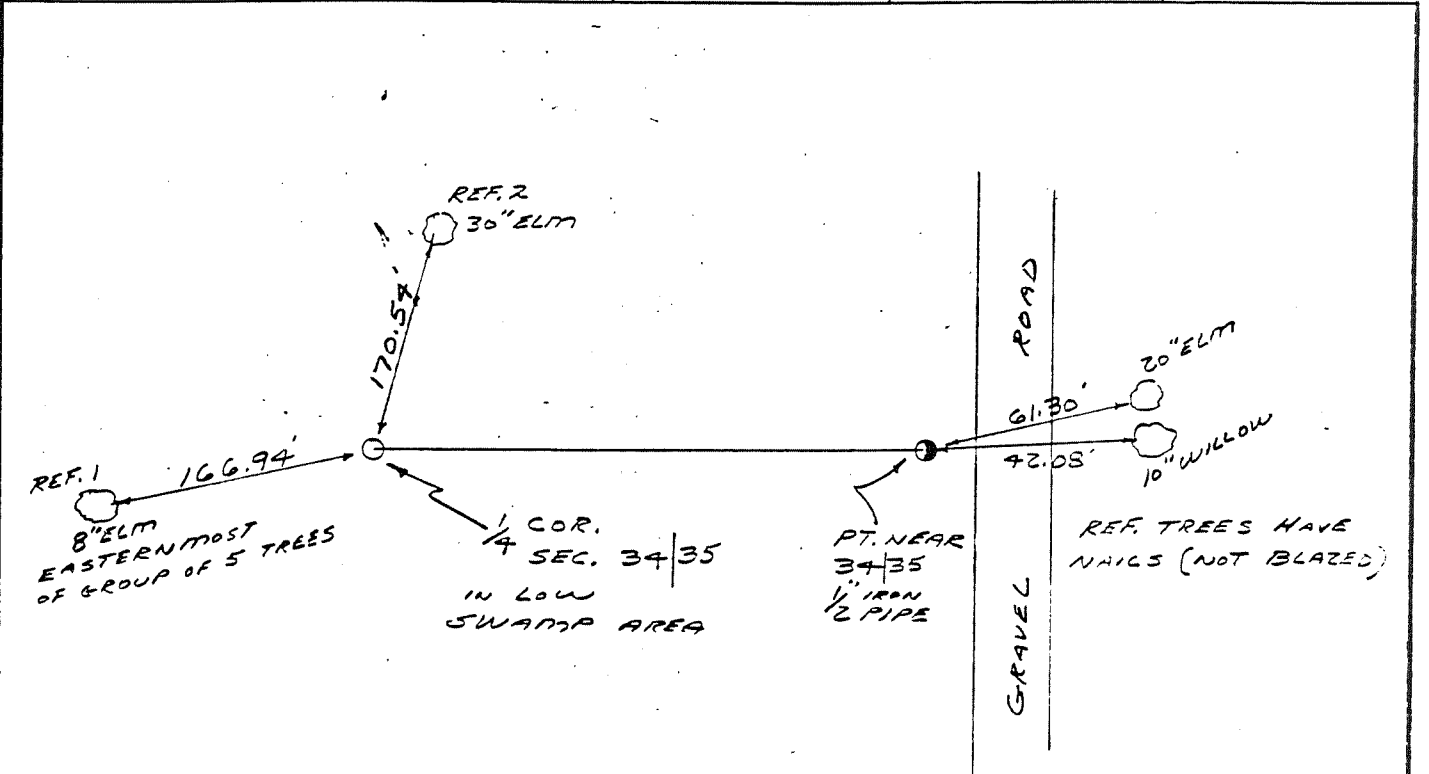 REF. 2
30" ELM
170.54'
ROAD
20" ELM
61.30'
42.08'
10" WILLOW
REF. 1
166.94'
8" ELM
EASTERNMOST
OF GROUP OF 5 TREES
1/4 COR.
SEC. 34|35
IN LOW
SWAMP AREA
PT. NEAR
34|35
1/2" IRON
PIPE
GRAVEL
REF. TREES HAVE
NAILS (NOT BLAZED)